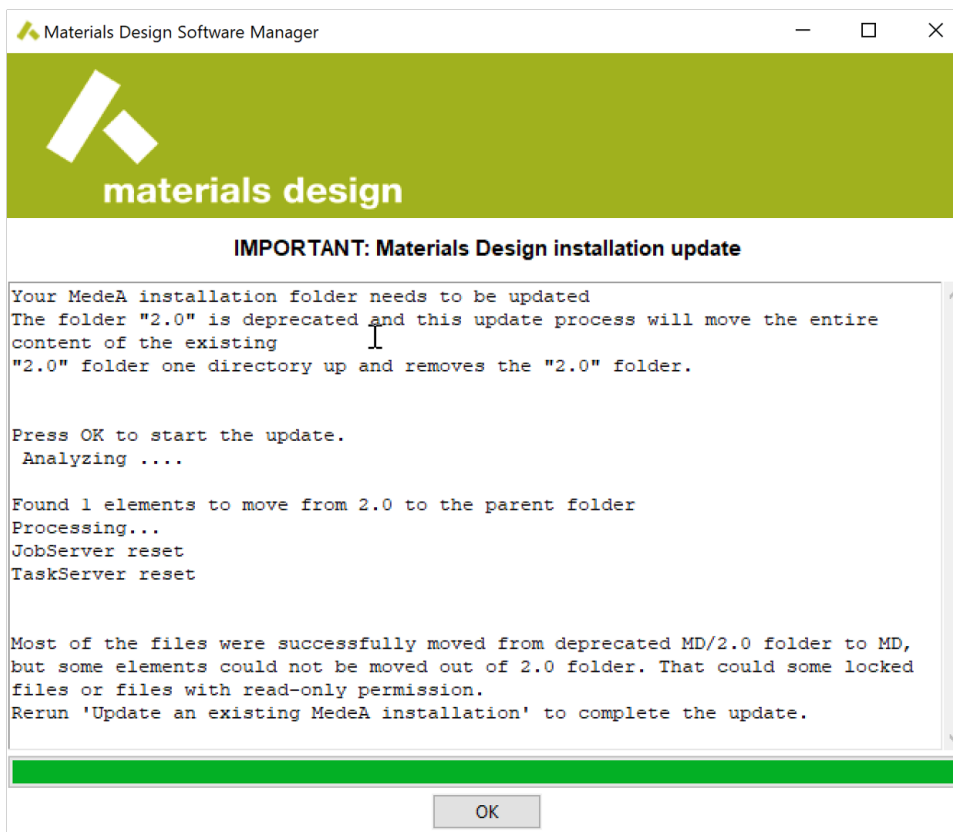 Materials Design Software Manager
materials design
IMPORTANT: Materials Design installation update
Your MedeA installation folder needs to be updated
The folder "2.0" is deprecated and this update process will move the entire
content of the existing
"2.0" folder one directory up and removes the "2.0" folder.
Press OK to start the update.
Analyzing ....
Found 1 elements to move from 2.0 to the parent folder
Processing...
JobServer reset
TaskServer reset
Most of the files were successfully moved from deprecated MD/2.0 folder to MD,
but some elements could not be moved out of 2.0 folder. That could some locked
files or files with read-only permission.
Rerun 'Update an existing MedeA installation' to complete the update.
OK